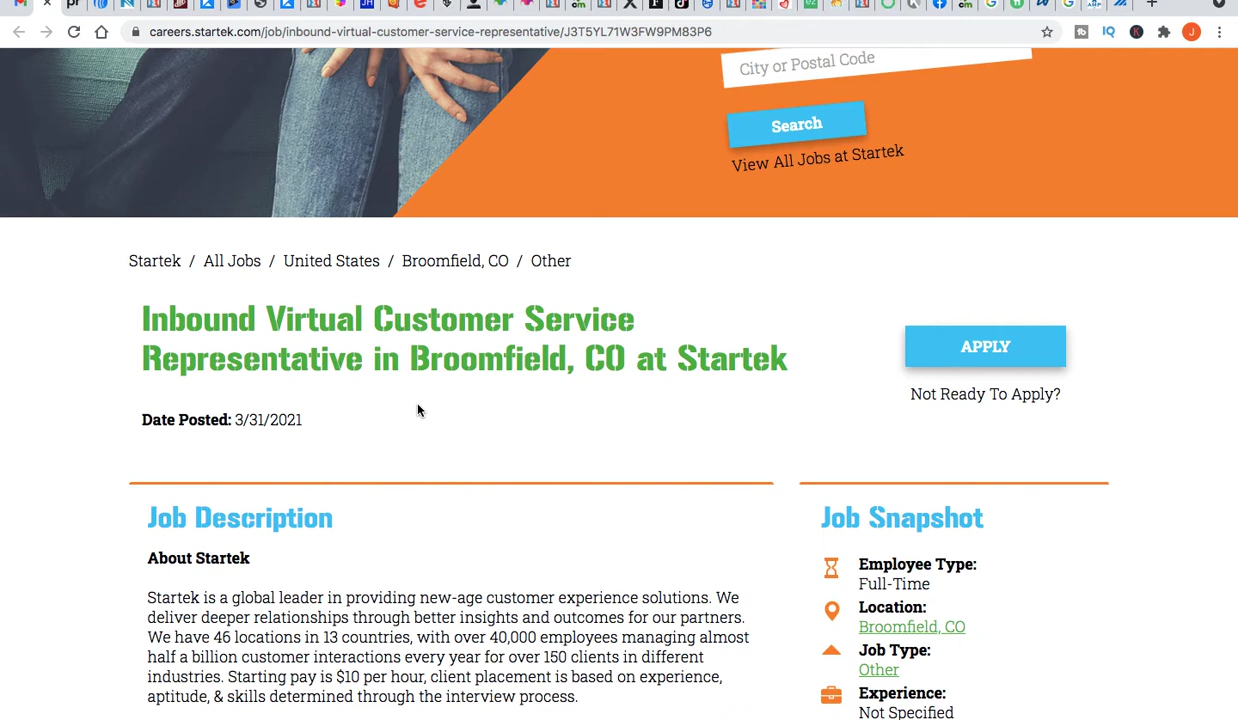 careers.startek.com/job/inbound-virtual-customer-service-representative/J3T5YL71W3FW9PM83P6
City or Postal Code
Search
View All Jobs at Startek
Startek / All Jobs / United States / Broomfield, CO / Other
Inbound Virtual Customer Service
Representative in Broomfield, CO at Startek
APPLY
Not Ready To Apply?
Date Posted: 3/31/2021
Job Description
About Startek
Startek is a global leader in providing new-age customer experience solutions. We
deliver deeper relationships through better insights and outcomes for our partners.
We have 46 locations in 13 countries, with over 40,000 employees managing almost
half a billion customer interactions every year for over 150 clients in different
industries. Starting pay is $10 per hour, client placement is based on experience,
aptitude, & skills determined through the interview process.
Job Snapshot
Employee Type:
Full-Time
Location:
Broomfield, CO
Job Type:
Other
Experience:
Not Specified